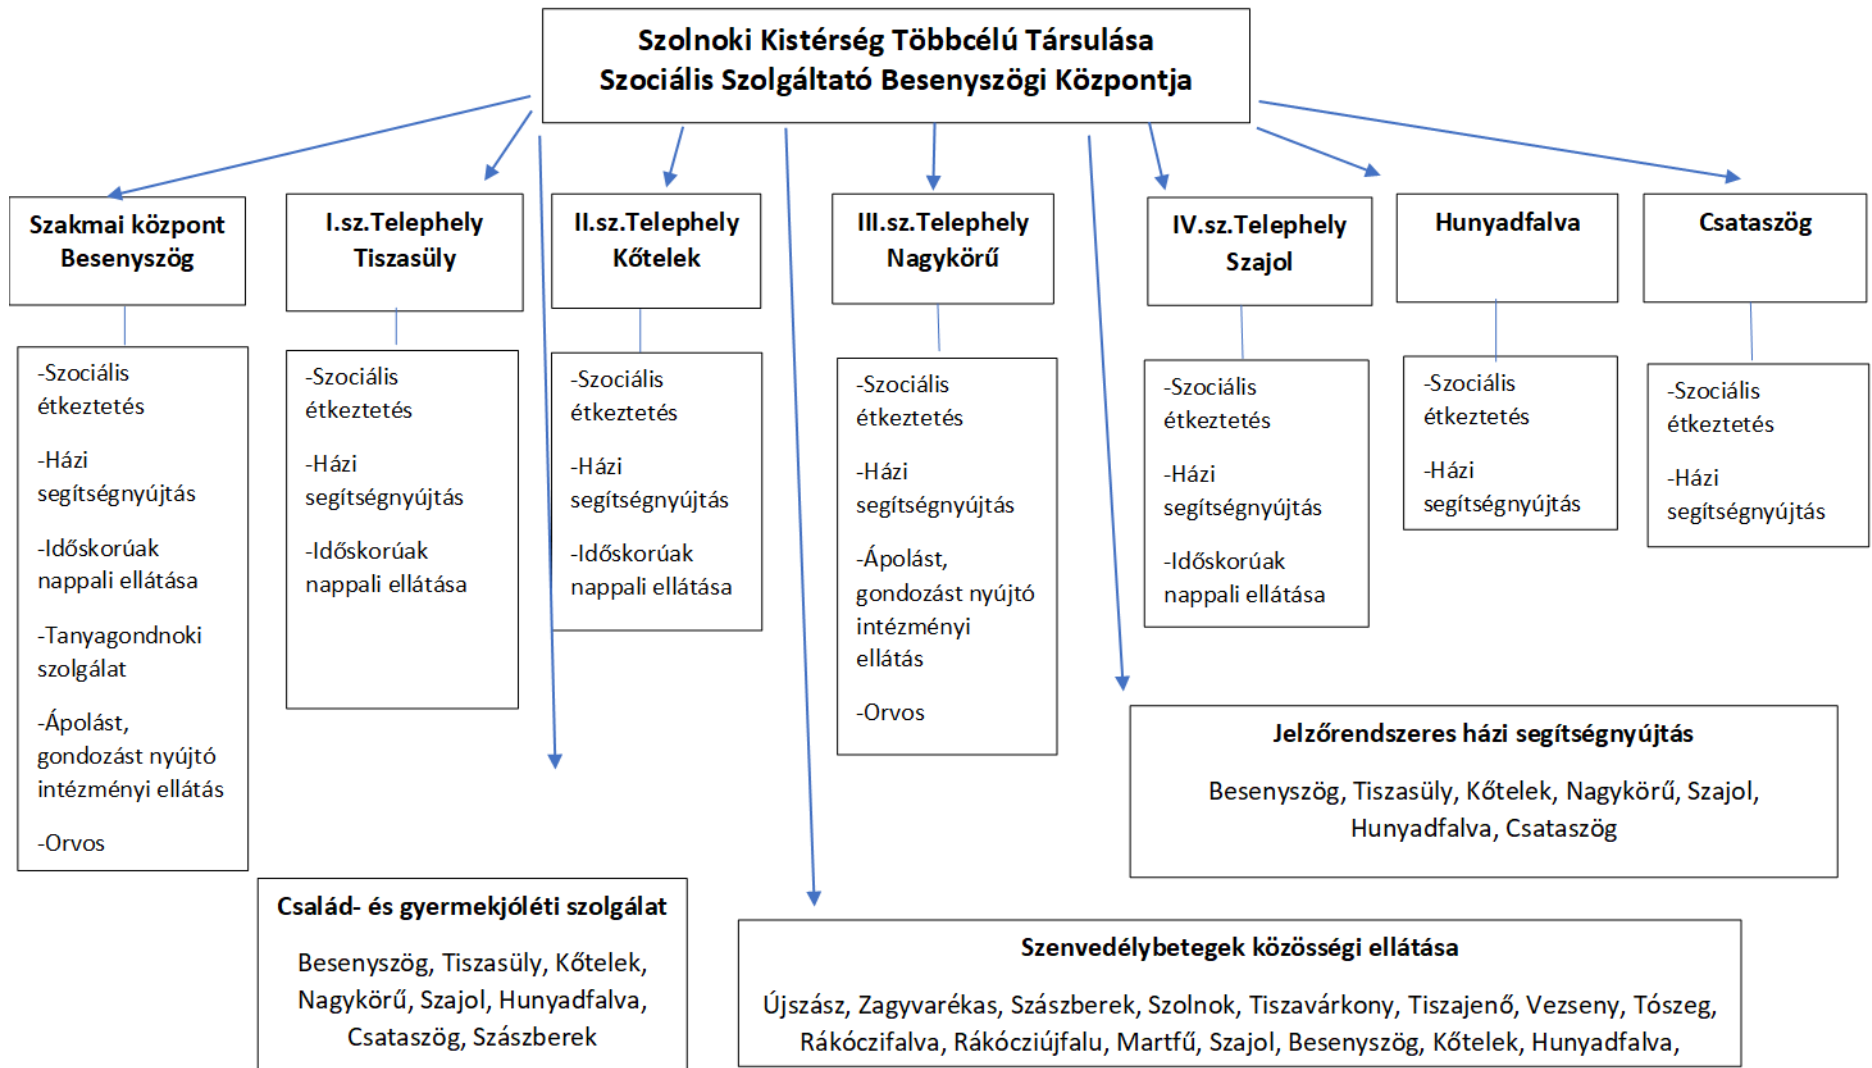 Szolnoki Kistérség Többcélú Társulása
Szociális Szolgáltató Besenyszögi Központja
Szakmai központ
Besenyszög
I.sz.Telephely
Tiszasüly
II.sz.Telephely
Kőtelek
III.sz.Telephely
Nagykörű
IV.sz.Telephely
Szajol
Hunyadfalva
Csataszög
-Szociális
étkeztetés
-Házi
segítségnyújtás
-Időskorúak
nappali ellátása
-Tanyagondnoki
szolgálat
-Ápolást,
gondozást nyújtó
intézményi ellátás
-Orvos
-Szociális
étkeztetés
-Házi
segítségnyújtás
-Időskorúak
nappali ellátása
-Szociális
étkeztetés
-Házi
segítségnyújtás
-Időskorúak
nappali ellátása
-Szociális
étkeztetés
-Házi
segítségnyújtás
-Ápolást,
gondozást nyújtó
intézményi
ellátás
-Orvos
-Szociális
étkeztetés
-Házi
segítségnyújtás
-Időskorúak
nappali ellátása
-Szociális
étkeztetés
-Házi
segítségnyújtás
-Szociális
étkeztetés
-Házi
segítségnyújtás
Jelzőrendszeres házi segítségnyújtás
Besenyszög, Tiszasüly, Kőtelek, Nagykörű, Szajol,
Hunyadfalva, Csataszög
Család- és gyermekjóléti szolgálat
Besenyszög, Tiszasüly, Kőtelek,
Nagykörű, Szajol, Hunyadfalva,
Csataszög, Szászberek
Szenvedélybetegek közösségi ellátása
Újszász, Zagyvarékas, Szászberek, Szolnok, Tiszavárkony, Tiszajenő, Vezseny, Tószeg,
Rákóczifalva, Rákócziújfalu, Martfű, Szajol, Besenyszög, Kőtelek, Hunyadfalva,